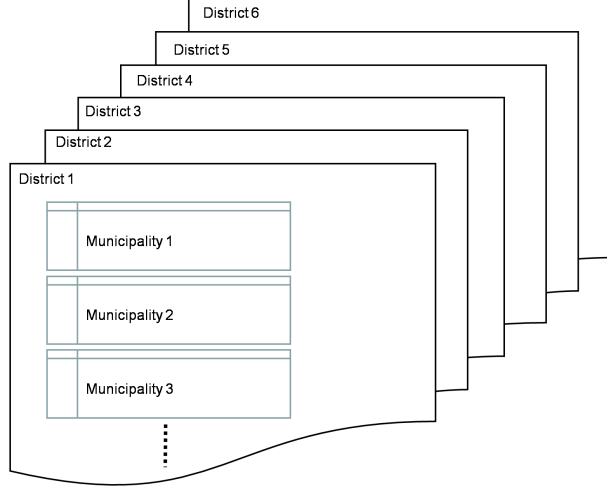 District 6
District 5
District 4
District 3
District 2
District 1
Municipality 1
Municipality 2
Municipality 3